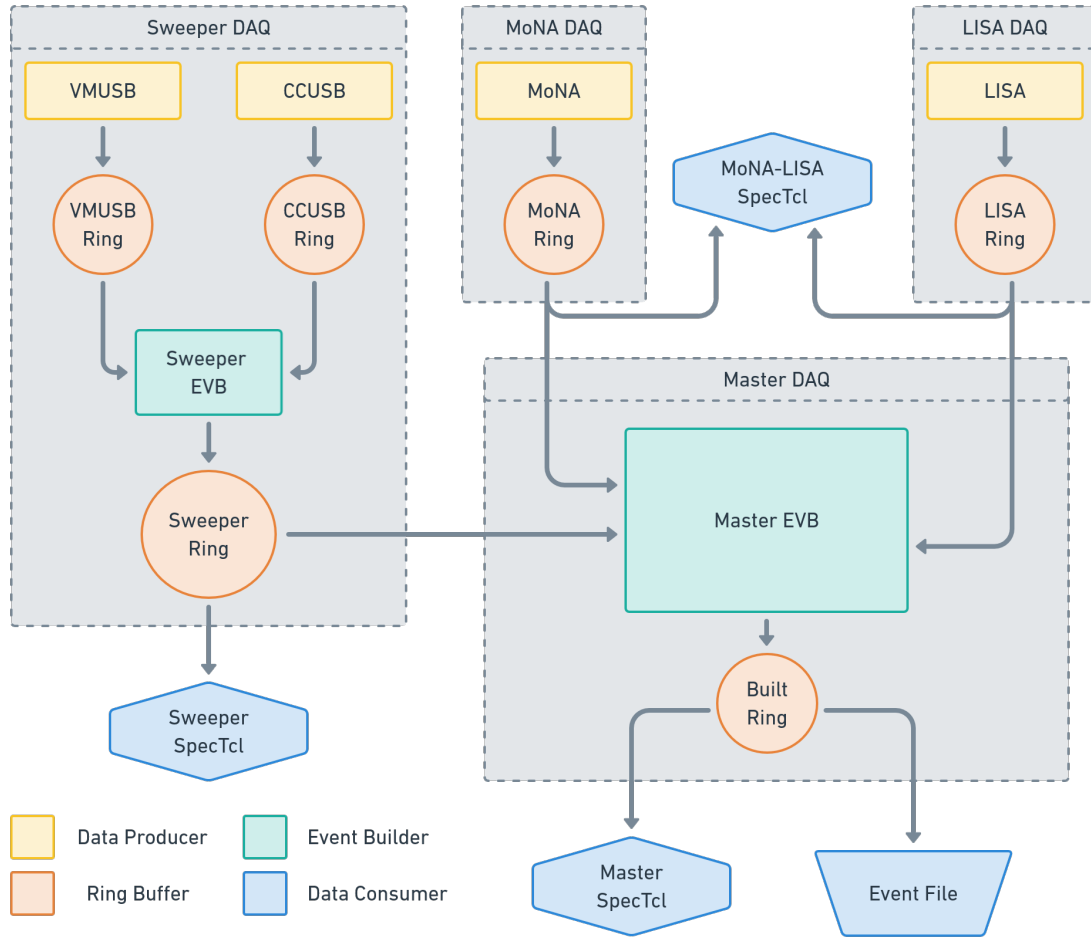 Sweeper DAQ
MoNA DAQ
LISA DAQ
VMUSB
CCUSB
MoNA
LISA
MoNA-LISA
SpecTcl
VMUSB
Ring
CCUSB
Ring
MoNA
Ring
LISA
Ring
Sweeper
EVB
Master DAQ
Sweeper
Ring
Master EVB
Built
Ring
Sweeper
SpecTcl
Data Producer
Event Builder
Ring Buffer
Data Consumer
Master
SpecTcl
Event File